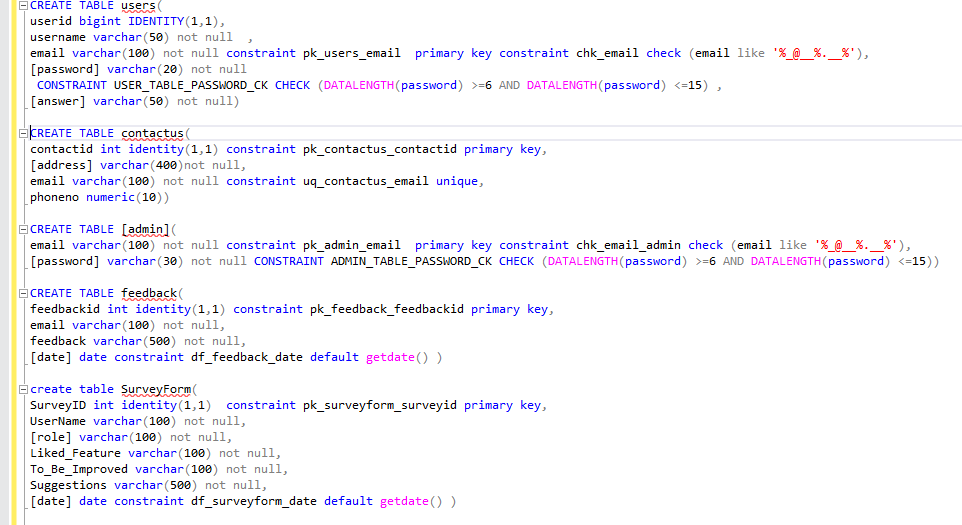 CREATE TABLE users(
userid bigint IDENTITY(1,1),
username varchar(50) not null  ,
email varchar(100) not null constraint pk_users_email  primary key constraint chk_email check (email like '%_@__%.__%'),
[password] varchar(20) not null
 CONSTRAINT USER_TABLE_PASSWORD_CK CHECK (DATALENGTH(password) >=6 AND DATALENGTH(password) <=15) ,
[answer] varchar(50) not null)
CREATE TABLE contactus(
contactid int identity(1,1) constraint pk_contactus_contactid primary key,
[address] varchar(400)not null,
email varchar(100) not null constraint uq_contactus_email unique,
phoneno numeric(10))
CREATE TABLE [admin](
email varchar(100) not null constraint pk_admin_email  primary key constraint chk_email_admin check (email like '%_@__%.__%'),
[password] varchar(30) not null CONSTRAINT ADMIN_TABLE_PASSWORD_CK CHECK (DATALENGTH(password) >=6 AND DATALENGTH(password) <=15))
CREATE TABLE feedback(
feedbackid int identity(1,1) constraint pk_feedback_feedbackid primary key,
email varchar(100) not null,
feedback varchar(500) not null,
[date] date constraint df_feedback_date default getdate() )
create table SurveyForm(
SurveyID int identity(1,1)  constraint pk_surveyform_surveyid primary key,
UserName varchar(100) not null,
[role] varchar(100) not null,
Liked_Feature varchar(100) not null,
To_Be_Improved varchar(100) not null,
Suggestions varchar(500) not null,
[date] date constraint df_surveyform_date default getdate() )